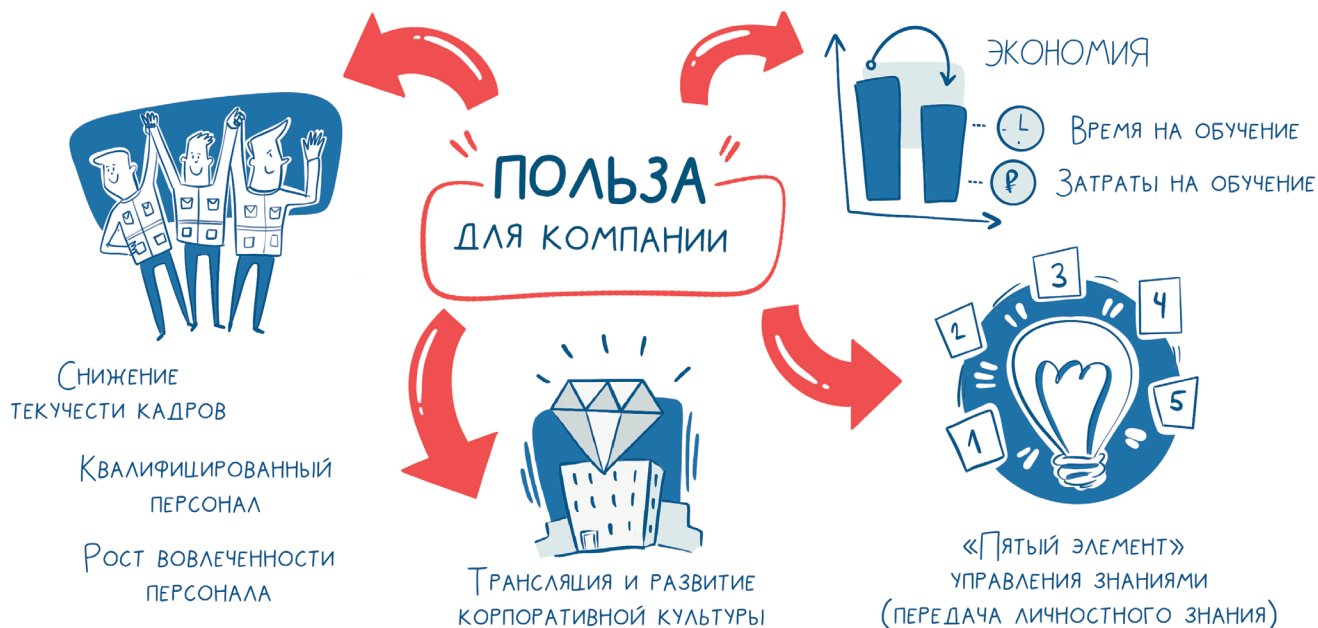 ПОЛЬЗА
ДЛЯ КОМПАНИИ
ЭКОНОМИЯ
ВРЕМЯ НА ОБУЧЕНИЕ
₽ ЗАТРАТЫ НА ОБУЧЕНИЕ
СНИЖЕНИЕ
ТЕКУЧЕСТИ КАДРОВ
КВАЛИФИЦИРОВАННЫЙ
ПЕРСОНАЛ
РОСТ ВОВЛЕЧЕННОСТИ
ПЕРСОНАЛА
ТРАНСЛЯЦИЯ И РАЗВИТИЕ
КОРПОРАТИВНОЙ КУЛЬТУРЫ
1
2
3
4
5
«ПЯТЫЙ ЭЛЕМЕНТ»
УПРАВЛЕНИЯ ЗНАНИЯМИ
(ПЕРЕДАЧА ЛИЧНОСТНОГО ЗНАНИЯ)